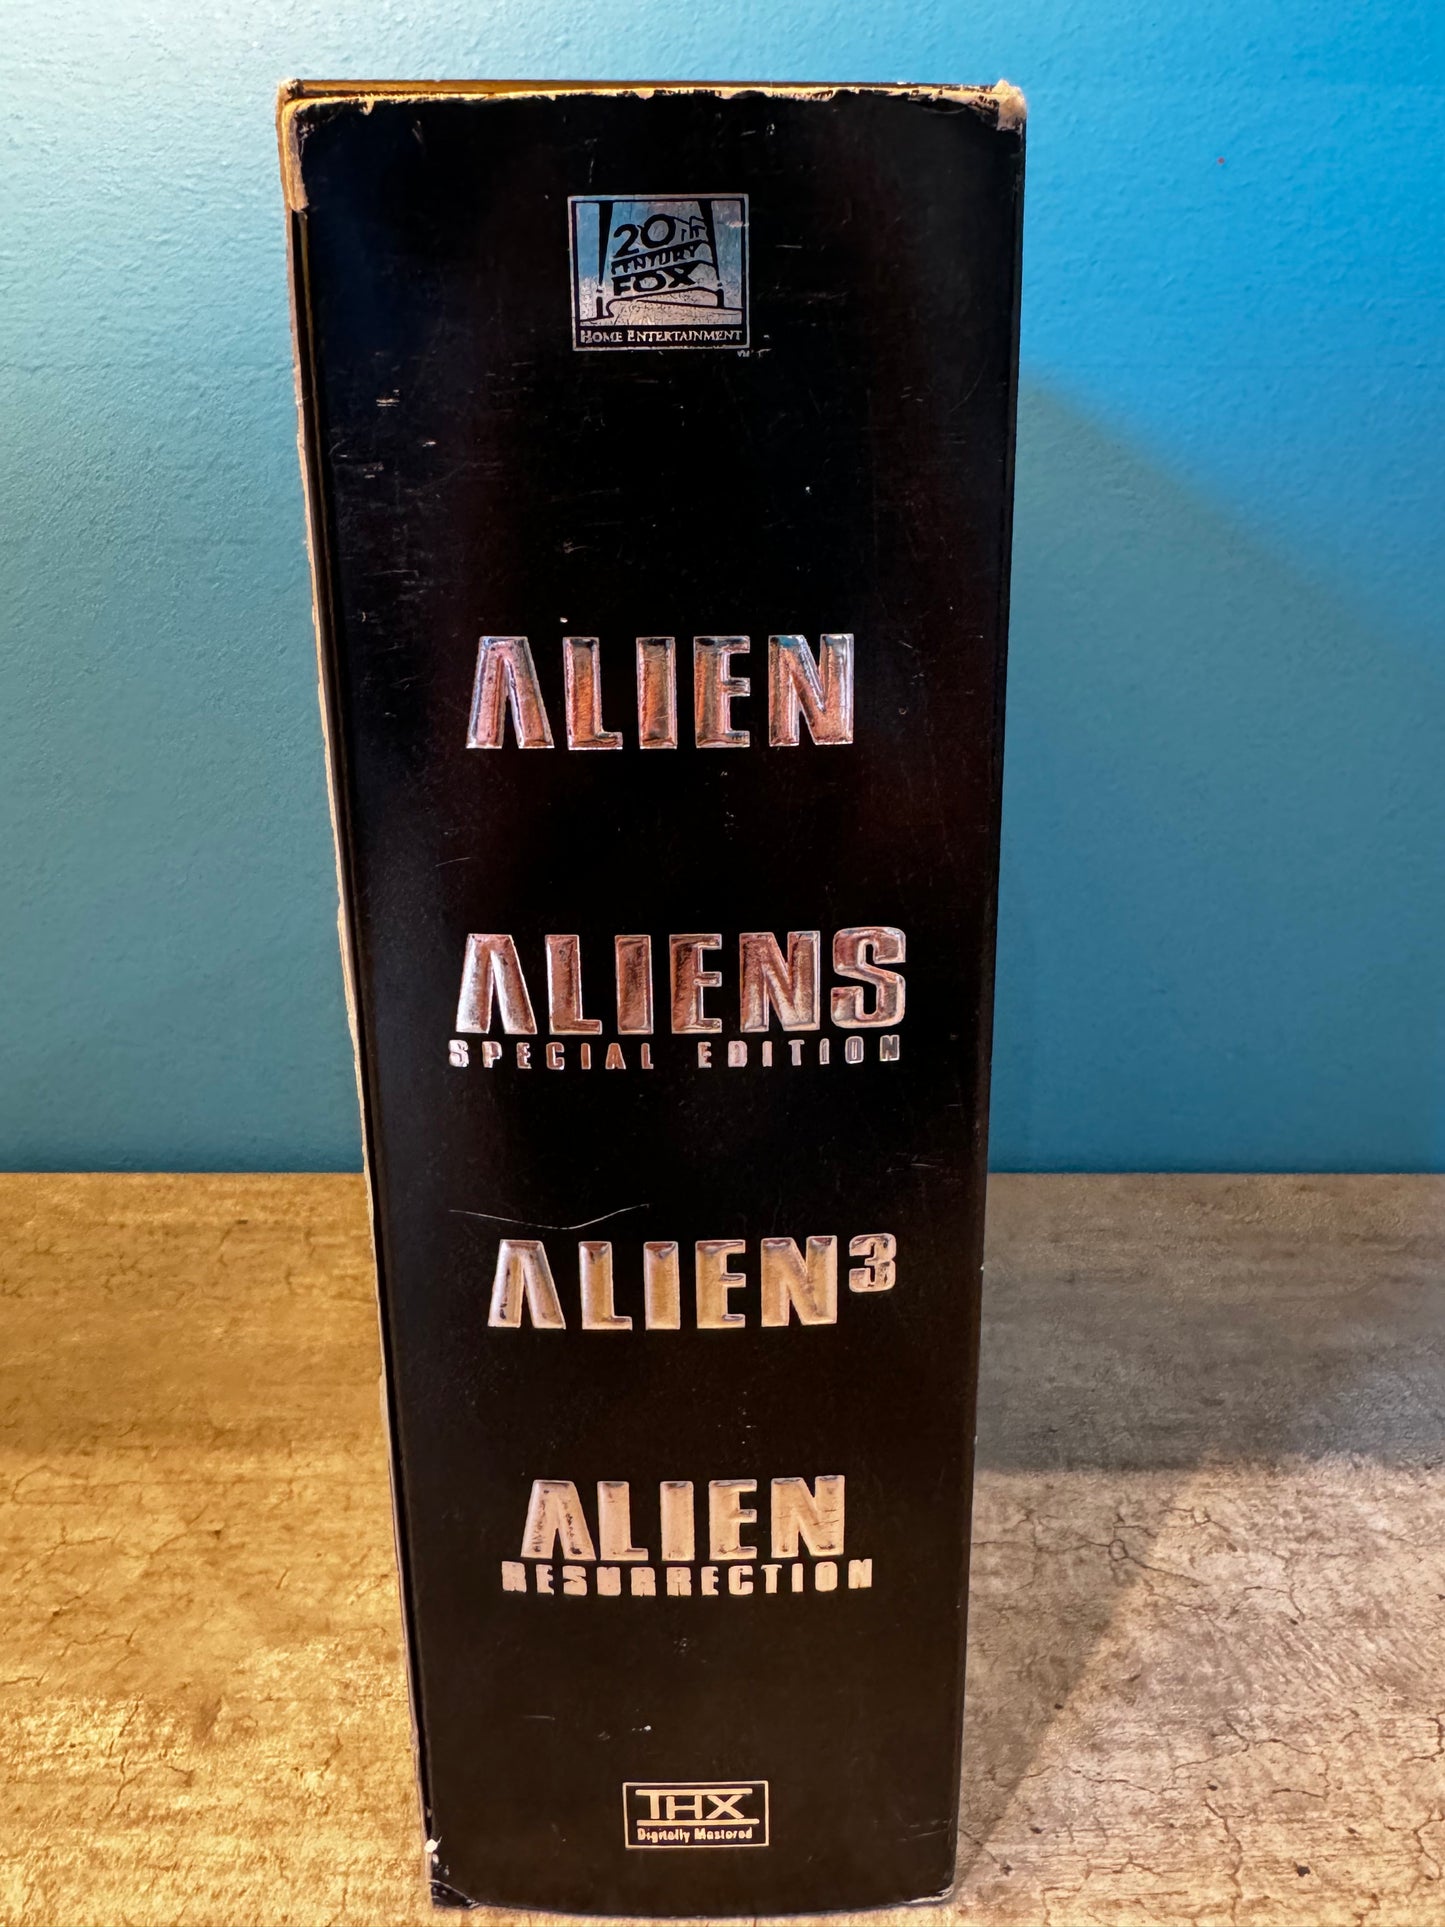 20TH
CENTURY
FOX
HOME ENTERTAINMENT
ALIEN
ALIENS
SPECIAL EDITION
ALIEN³
ALIEN
RESURRECTION
THX
Digitally Mastered